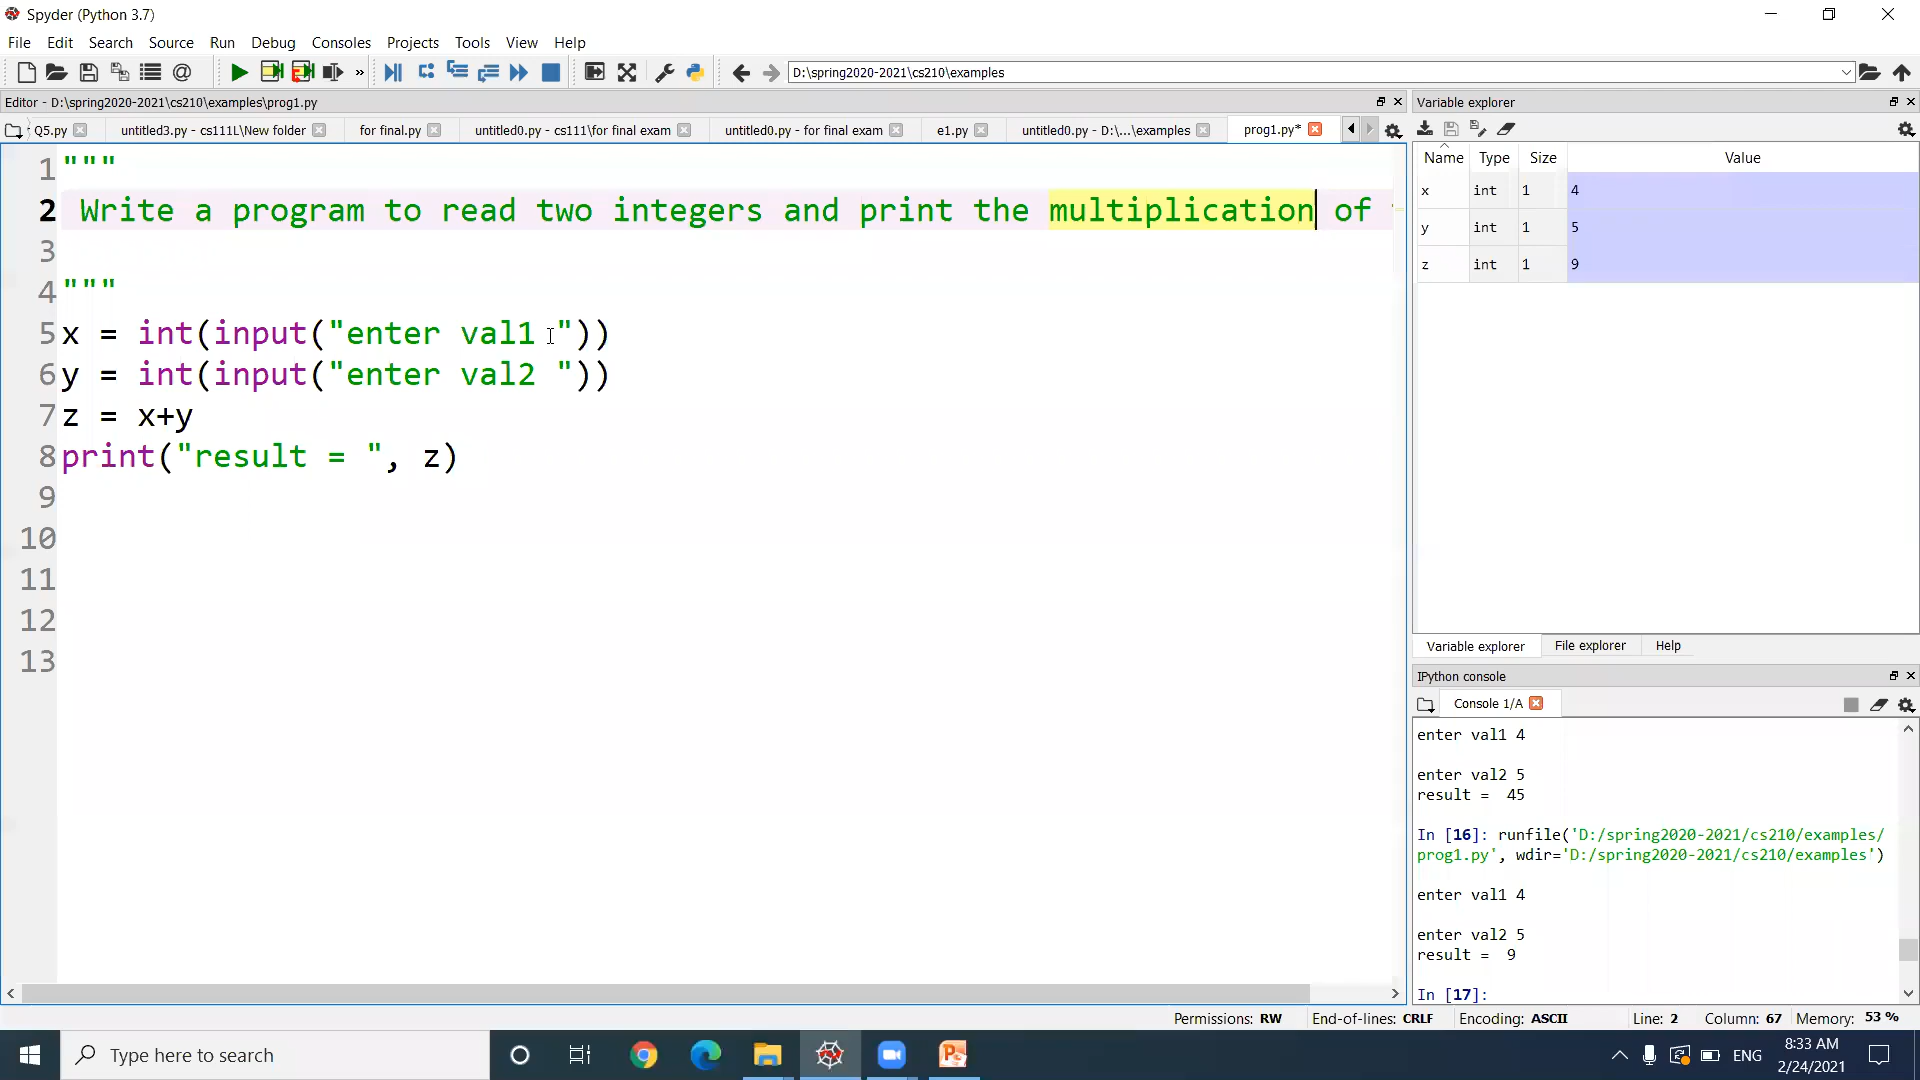 Spyder (Python 3.7)
File Edit Search Source Run Debug Consoles Projects Tools View Help
D:\spring2020-2021\cs210\examples
Editor - D:\spring2020-2021\cs210\examples\prog1.py
Q5.py untitled3.py - cs111L\New folder for final.py untitled0.py - cs111\for final exam untitled0.py - for final exam e1.py untitled0.py - D:\...\examples prog1.py*
1 """
2 Write a program to read two integers and print the multiplication of
3
4 """
5 x = int(input("enter val1 "))
6 y = int(input("enter val2 "))
7 z = x+y
8 print("result = ", z)
9
10
11
12
13
Variable explorer
Name Type Size Value
x int 1 4
y int 1 5
z int 1 9
Variable explorer File explorer Help
IPython console
Console 1/A
enter val1 4
enter val2 5
result =  45
In [16]: runfile('D:/spring2020-2021/cs210/examples/
prog1.py', wdir='D:/spring2020-2021/cs210/examples')
enter val1 4
enter val2 5
result =  9
In [17]:
Permissions: RW End-of-lines: CRLF Encoding: ASCII Line: 2 Column: 67 Memory: 53 %
Type here to search
ENG
8:33 AM
2/24/2021